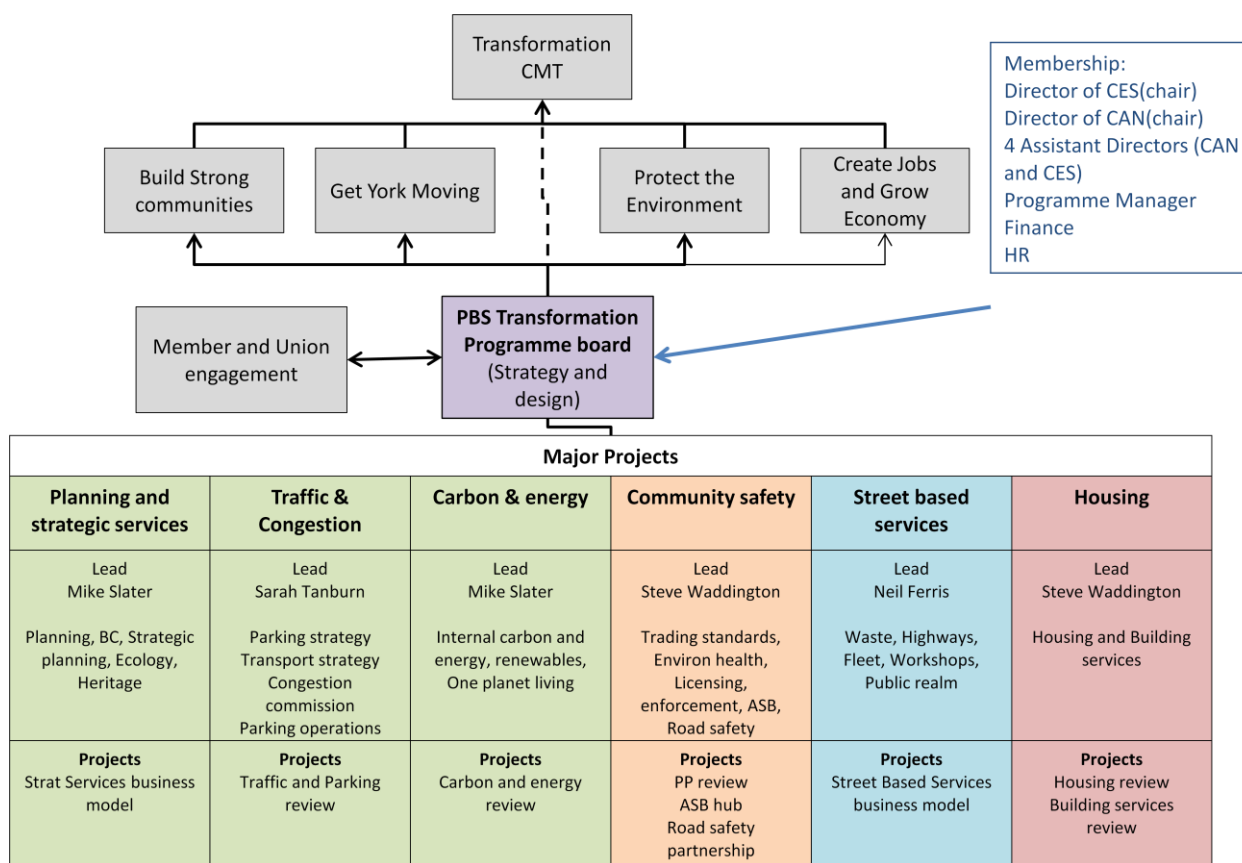 Transformation
CMT
Membership:
Director of CES(chair)
Director of CAN(chair)
4 Assistant Directors (CAN
and CES)
Programme Manager
Finance
HR
Build Strong
communities
Get York Moving
Protect the
Environment
Create Jobs
and Grow
Economy
Member and Union
engagement
PBS Transformation
Programme board
(Strategy and
design)
Major Projects
Planning and
strategic services
Traffic &
Congestion
Carbon & energy
Community safety
Street based
services
Housing
Lead
Mike Slater
Planning, BC, Strategic
planning, Ecology,
Heritage
Lead
Sarah Tanburn
Parking strategy
Transport strategy
Congestion
commission
Parking operations
Lead
Mike Slater
Internal carbon and
energy, renewables,
One planet living
Lead
Steve Waddington
Trading standards,
Environ health,
Licensing,
enforcement, ASB,
Road safety
Lead
Neil Ferris
Waste, Highways,
Fleet, Workshops,
Public realm
Lead
Steve Waddington
Housing and Building
services
Projects
Strat Services business
model
Projects
Traffic and Parking
review
Projects
Carbon and energy
review
Projects
PP review
ASB hub
Road safety
partnership
Projects
Street Based Services
business model
Projects
Housing review
Building services
review